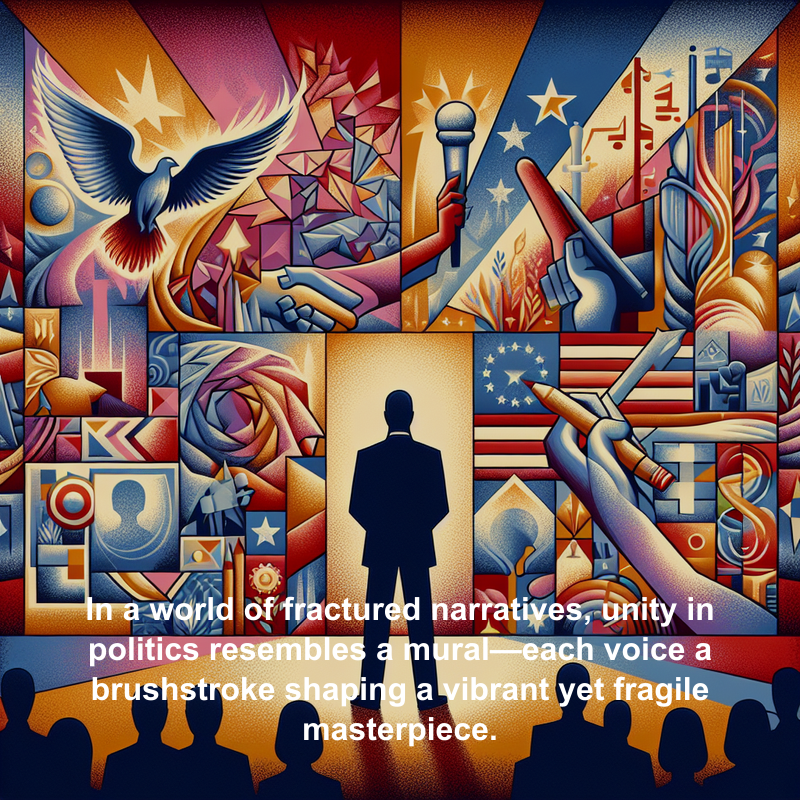 In a world of fractured narratives, unity in
politics resembles a mural—each voice a
brushstroke shaping a vibrant yet fragile
masterpiece.